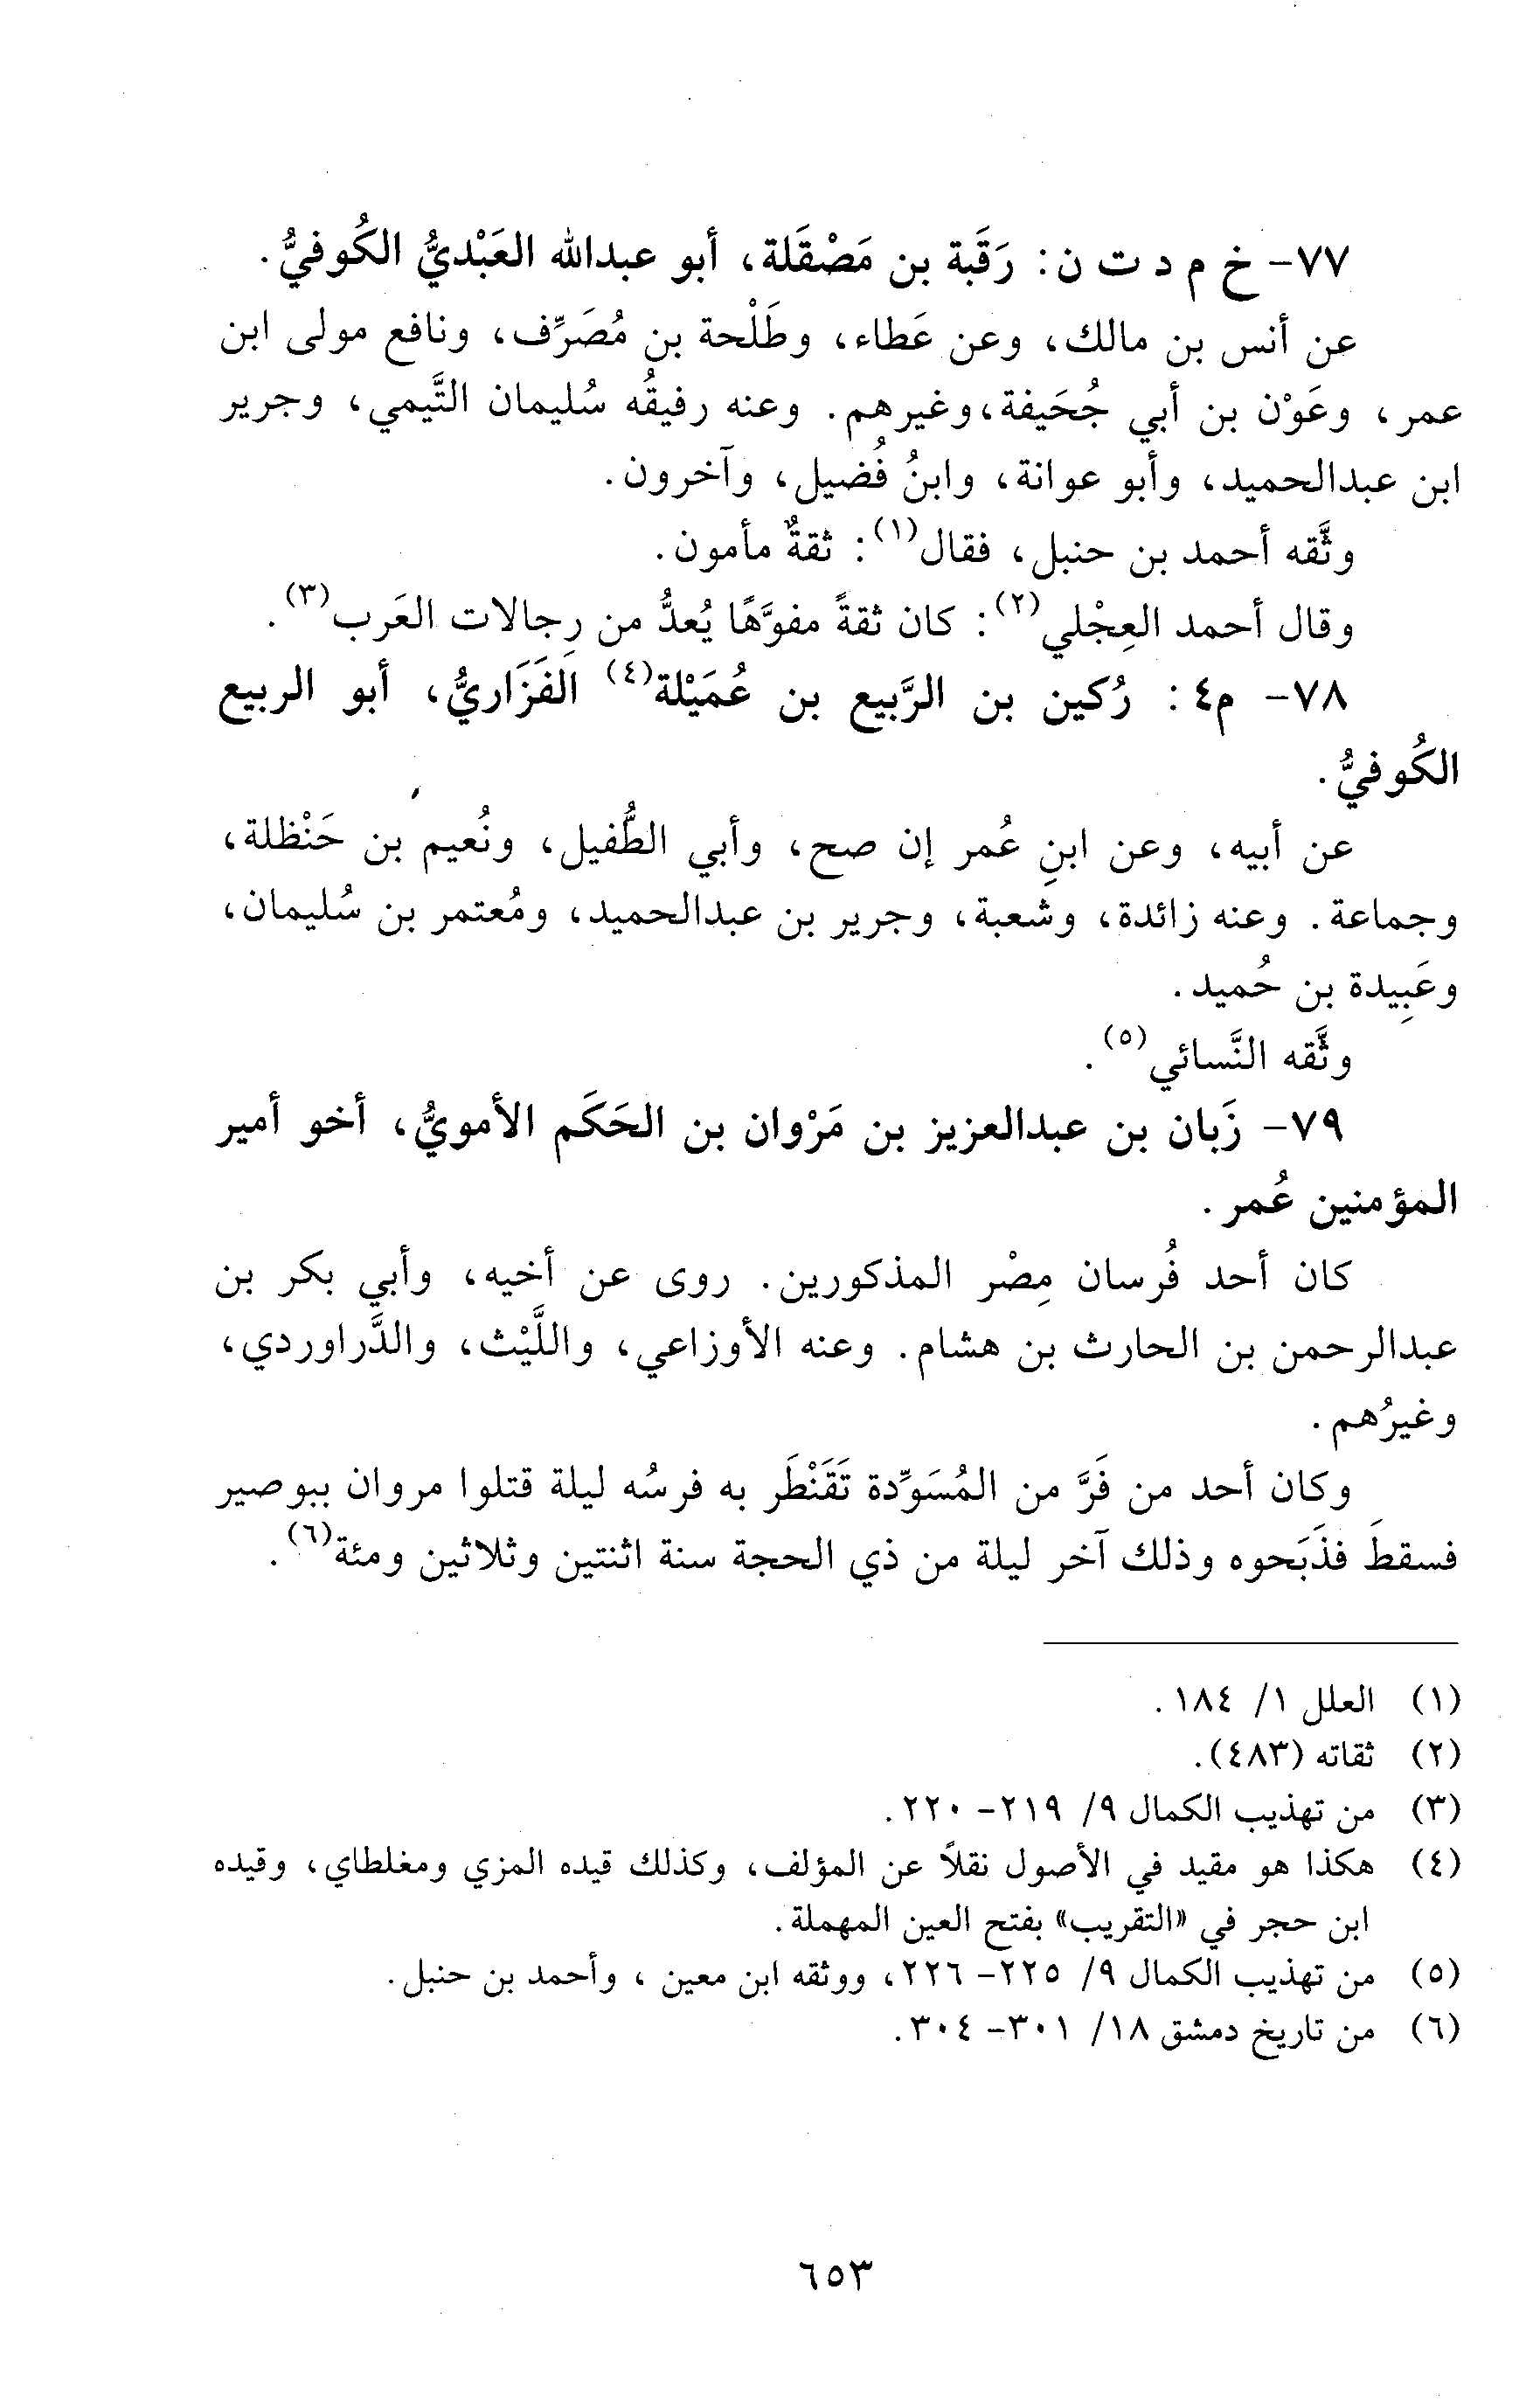 ٧٧- خ م د ت ن: رَقَبة بن مَصْقَلة، أبو عبدالله العَبْديُّ الكُوفيُّ.
عن أنس بن مالك، وعن عَطاء، وطَلْحة بن مُصَرِّف، ونافع مولى ابن
عمر، وعَوْن بن أبي جُحَيفة،وغيرهم. وعنه رفيقُه سُليمان التَّيمي، وجرير
ابن عبدالحميد، وأبو عوانة، وابنُ فُضيل، وآخرون.
وثَّقه أحمد بن حنبل، فقال(١): ثقةٌ مأمون.
وقال أحمد العِجْلي(٢): كان ثقةً مفوَّهًا يُعدُّ من رِجالات العَرب(٣).
٧٨- م٤: رُكين بن الرَّبيع بن عُمَيْلة(٤) الفَزَاريُّ، أبو الربيع
الكُوفيُّ.
عن أبيه، وعن ابنِ عُمر إن صح، وأبي الطُّفيل، ونُعيم بن حَنْظلة،
وجماعة. وعنه زائدة، وشعبة، وجرير بن عبدالحميد، ومُعتمر بن سُليمان،
وعَبِيدة بن حُميد.
وثَّقه النَّسائي(٥).
٧٩- زَبان بن عبدالعزيز بن مَرْوان بن الحَكَم الأمويُّ، أخو أمير
المؤمنين عُمر.
كان أحد فُرسان مِصْر المذكورين. روى عن أخيه، وأبي بكر بن
عبدالرحمن بن الحارث بن هشام. وعنه الأوزاعي، واللَّيْث، والدَّراوردي،
وغيرُهم.
وكان أحد من فَرَّ من المُسَوِّدة تَقَنْطَر به فرسُه ليلة قتلوا مروان ببوصير
فسقطَ فذَبَحوه وذلك آخر ليلة من ذي الحجة سنة اثنتين وثلاثين ومئة(٦).
(١) العلل ١/ ١٨٤.
(٢) ثقاته (٤٨٣).
(٣) من تهذيب الكمال ٩/ ٢١٩- ٢٢٠.
(٤) هكذا هو مقيد في الأصول نقلاً عن المؤلف، وكذلك قيده المزي ومغلطاي، وقيده
ابن حجر في «التقريب» بفتح العين المهملة.
(٥) من تهذيب الكمال ٩/ ٢٢٥- ٢٢٦، ووثقه ابن معين ، وأحمد بن حنبل.
(٦) من تاريخ دمشق ١٨/ ٣٠١- ٣٠٤.
٦٥٣